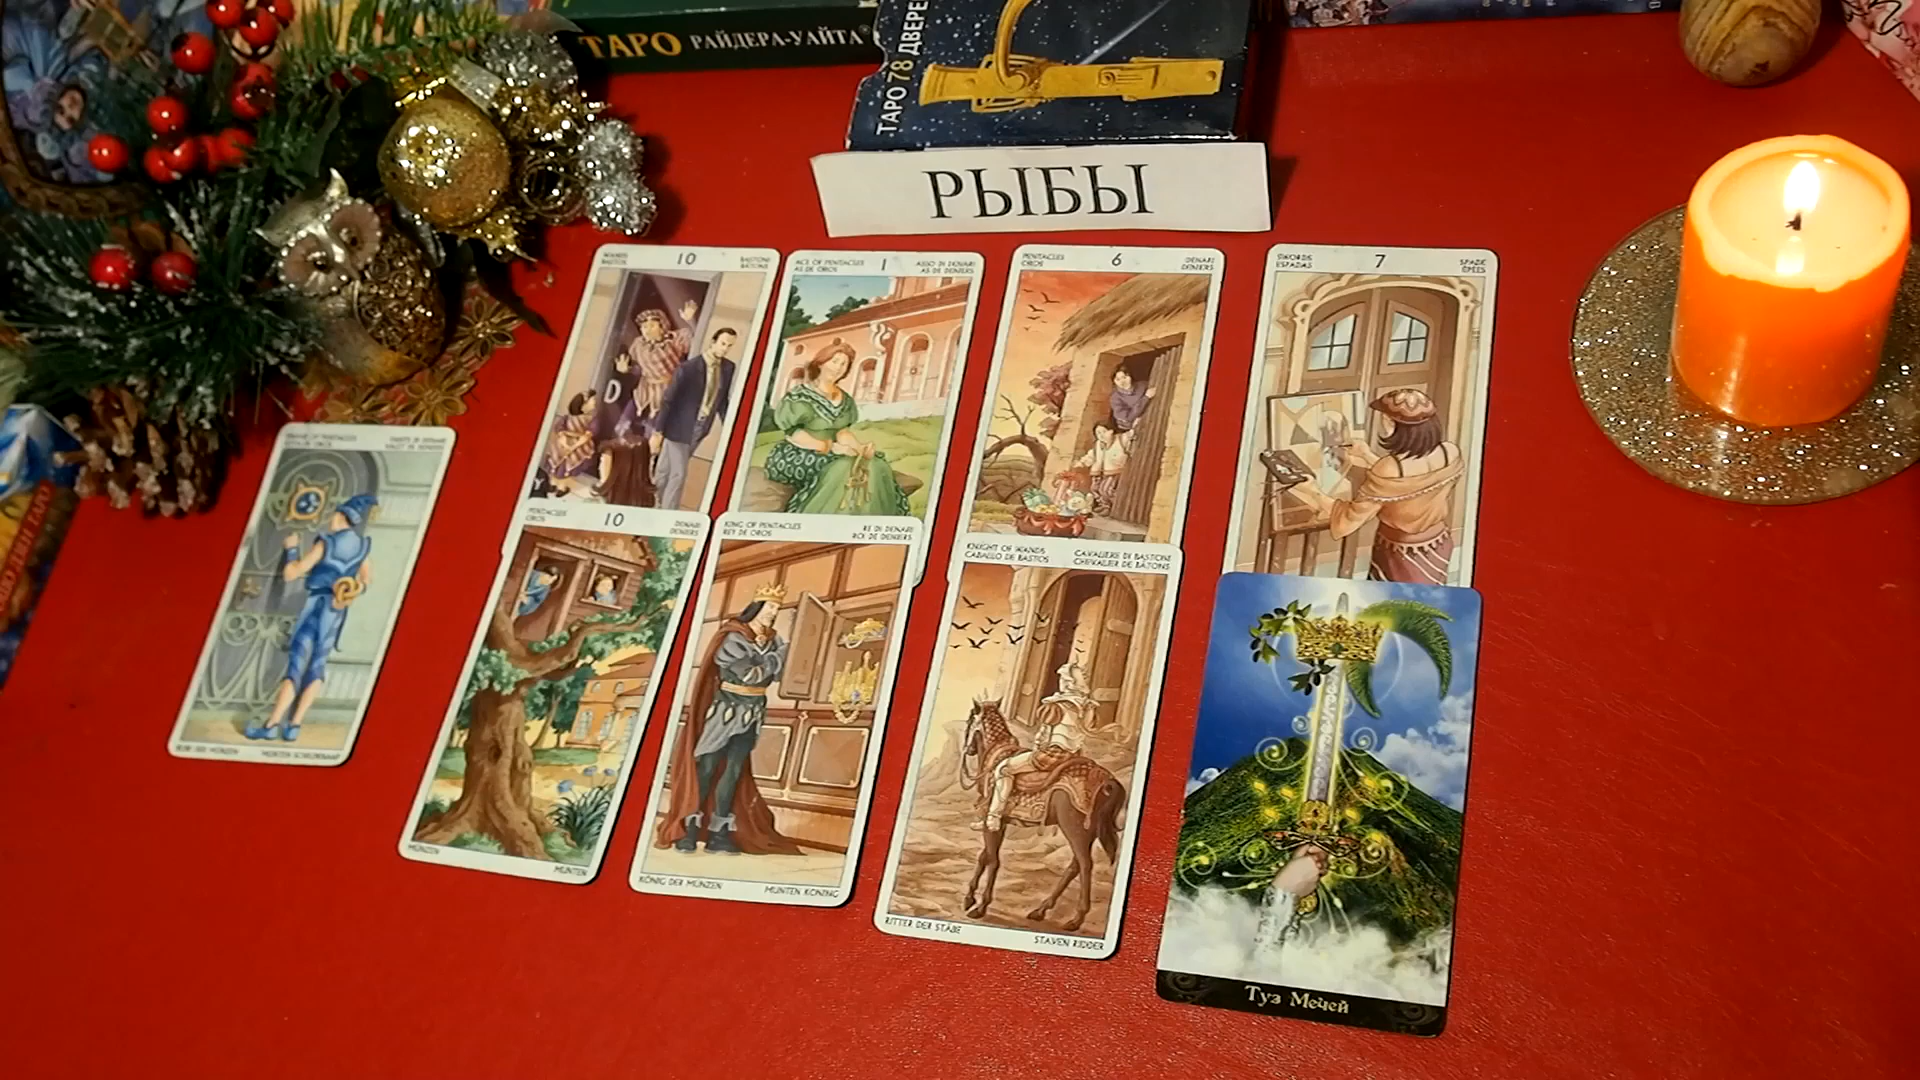 ТАРО РАЙДЕРА-УАЙТА
ТАРО 78 ДВЕРЕ
РЫБЫ
WANDS 10 BASTONI
BASTOS BATONS
ACE OF PENTACLES 1 ASSO DI DENARI
AS DE OROS AS DE DENIERS
PENTACLES 6 DENARI
OROS DENIERS
SWORDS 7 SPADE
ESPADAS ÉPÉES
PENTACLES 10 DENARI
OROS DENIERS
MÜNZEN MUNTEN
KING OF PENTACLES RE DI DENARI
REY DE OROS ROI DE DENIERS
KÖNIG DER MÜNZEN MUNTEN KONING
KNIGHT OF WANDS CAVALIERE DI BASTONI
CABALLO DE BASTOS CHEVALIER DE BÂTONS
RITTER DER STÄBE STAVEN RIDDER
D
Туз Мечей